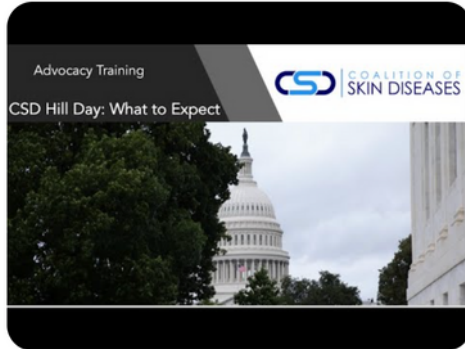 Advocacy Training
CSD Hill Day: What to Expect
CSD
COALITION OF
SKIN DISEASES